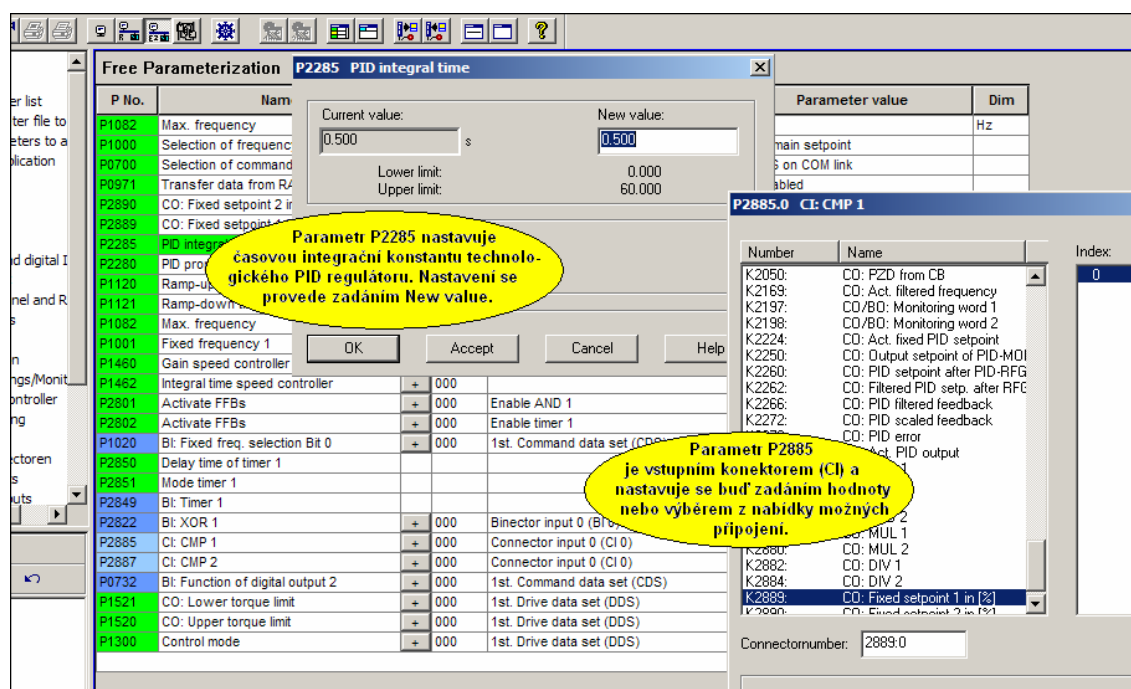 Free Parameterization
P No.
Nam
Parameter value
Dim
P1082 Max. frequency Hz
P1000 Selection of frequenc main setpoint
P0700 Selection of command S on COM link
P0971 Transfer data from RA abled
P2890 CO: Fixed setpoint 2 i
P2889 CO: Fixed setpoint
P2285 PID integr
P2280 PID pro
P1120 Ramp-u
P1121 Ramp-down
P1082 Max. frequency
P1001 Fixed frequency 1
P1460 Gain speed controller
P1462 Integral time speed controller + 000
P2801 Activate FFBs + 000 Enable AND 1
P2802 Activate FFBs + 000 Enable timer 1
P1020 BI: Fixed freq. selection Bit 0 + 000 1st. Command data set (CDS)
P2850 Delay time of timer 1
P2851 Mode timer 1
P2849 BI: Timer 1
P2822 BI: XOR 1 + 000 Binector input 0 (BI 0)
P2885 CI: CMP 1 + 000 Connector input 0 (CI 0)
P2887 CI: CMP 2 + 000 Connector input 0 (CI 0)
P0732 BI: Function of digital output 2 + 000 1st. Command data set (CDS)
P1521 CO: Lower torque limit + 000 1st. Drive data set (DDS)
P1520 CO: Upper torque limit + 000 1st. Drive data set (DDS)
P1300 Control mode + 000 1st. Drive data set (DDS)
er list
ter file to
eters to a
plication
d digital I
nel and R
s
n
ngs/Monit
ontroller
ng
ectoren
s
uts
P2285 PID integral time
Current value:
New value:
0.500 s
0.500
Lower limit: 0.000
Upper limit: 60.000
OK
Accept
Cancel
Help
Parametr P2285 nastavuje
časovou integrační konstantu technolo-
gického PID regulátoru. Nastavení se
provede zadáním New value.
P2885.0 CI: CMP 1
Number
Name
Index:
0
K2050: CO: PZD from CB
K2169: CO: Act. filtered frequency
K2197: CO/BO: Monitoring word 1
K2198: CO/BO: Monitoring word 2
K2224: CO: Act. fixed PID setpoint
K2250: CO: Output setpoint of PID-MOI
K2260: CO: PID setpoint after PID-RFG
K2262: CO: Filtered PID setp. after RFG
K2266: CO: PID filtered feedback
K2272: CO: PID scaled feedback
CO: PID error
Act. PID output
1
2
MUL 1
K2880: CO: MUL 2
K2882: CO: DIV 1
K2884: CO: DIV 2
K2889: CO: Fixed setpoint 1 in [%]
K2890: CO: Fixed setpoint 2 in [%]
Parametr P2885
je vstupním konektorem (CI) a
nastavuje se buď zadáním hodnoty
nebo výběrem z nabídky možných
připojení.
Connectornumber: 2889:0